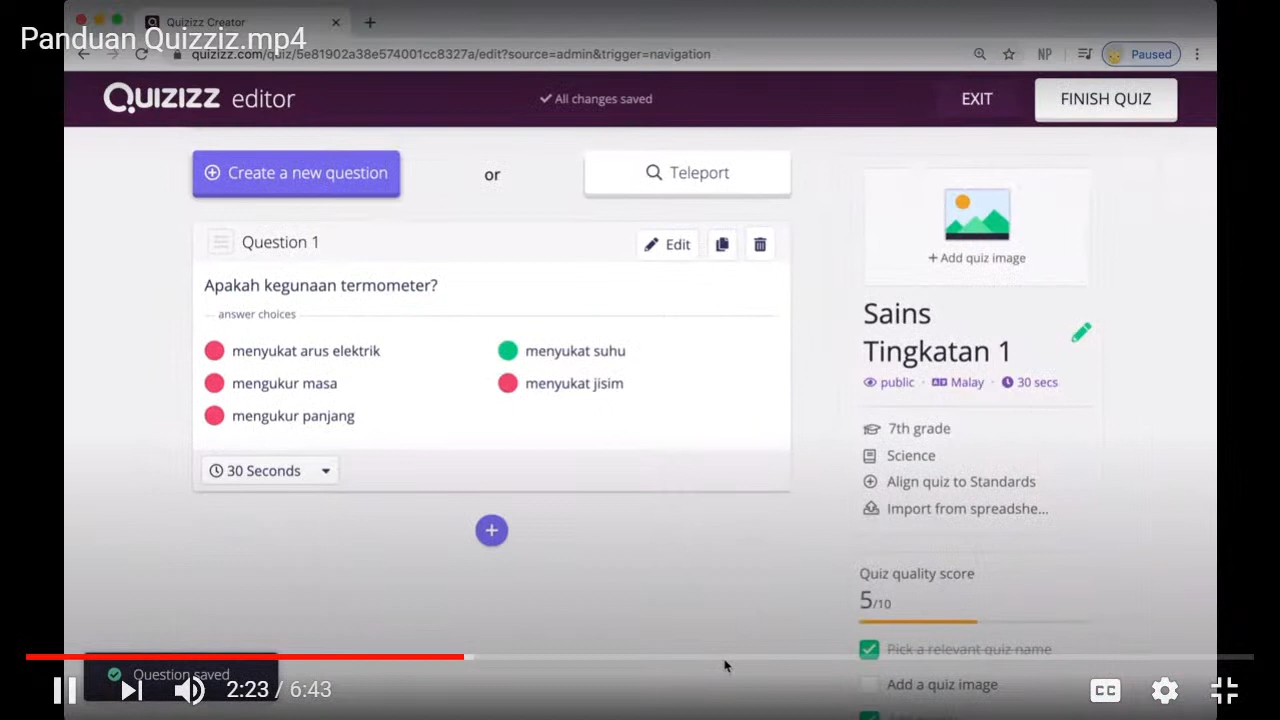 Quizizz Creator
Panduan Quizziz.mp4
quizizz.com/quiz/5e81902a38e574001cc8327a/edit?source=admin&trigger=navigation
NP
Paused
QUIZIZZ editor
All changes saved
EXIT
FINISH QUIZ
Create a new question
or
Teleport
Question 1
Edit
Apakah kegunaan termometer?
answer choices
menyukat arus elektrik
menyukat suhu
mengukur masa
menyukat jisim
mengukur panjang
30 Seconds
+ Add quiz image
Sains
Tingkatan 1
public · Malay · 30 secs
7th grade
Science
Align quiz to Standards
Import from spreadshe...
Quiz quality score
5/10
Pick a relevant quiz name
Add a quiz image
Question saved
2:23 / 6:43
CC